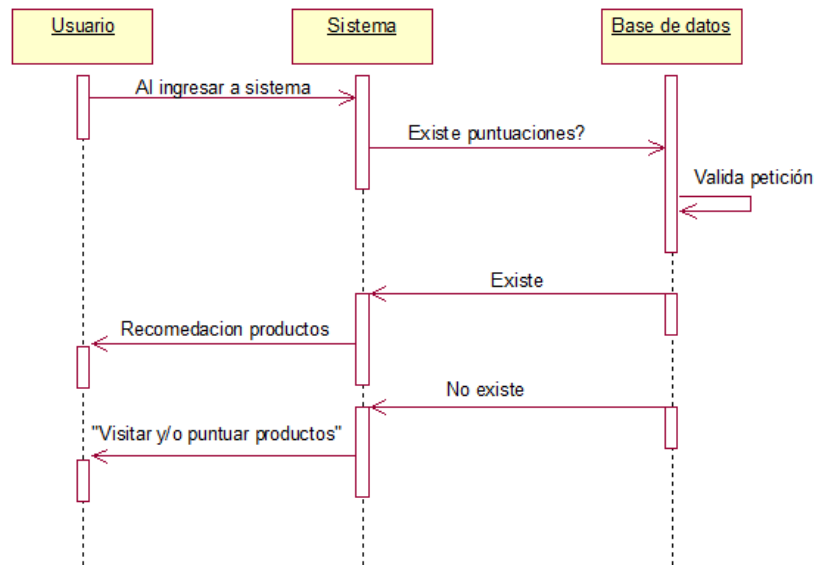 Usuario
Sistema
Base de datos
Al ingresar a sistema
Existe puntuaciones?
Valida petición
Existe
Recomedacion productos
No existe
"Visitar y/o puntuar productos"